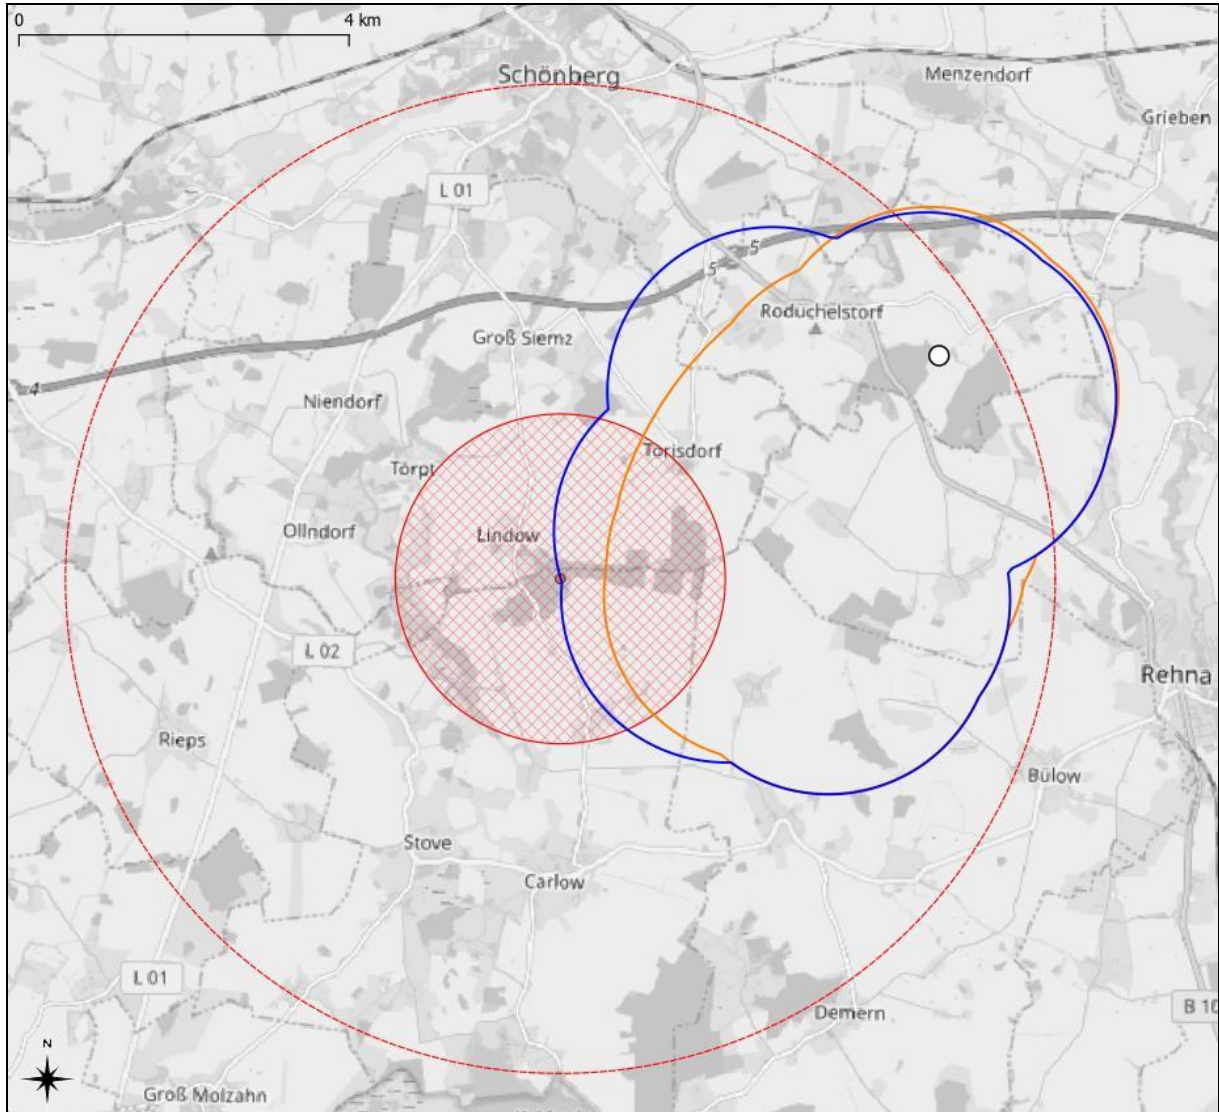 0 4 km
Schönberg
Menzendorf
Grieben
L 01
5
5
Roduchelstorf
Groß Siemz
4
Niendorf
Torisdorf
Törpt
Ollndorf
Lindow
L 02
Rehna
Rieps
Bülow
Stove
Carlow
L 01
B 10
Demern
N
Groß Molzahn